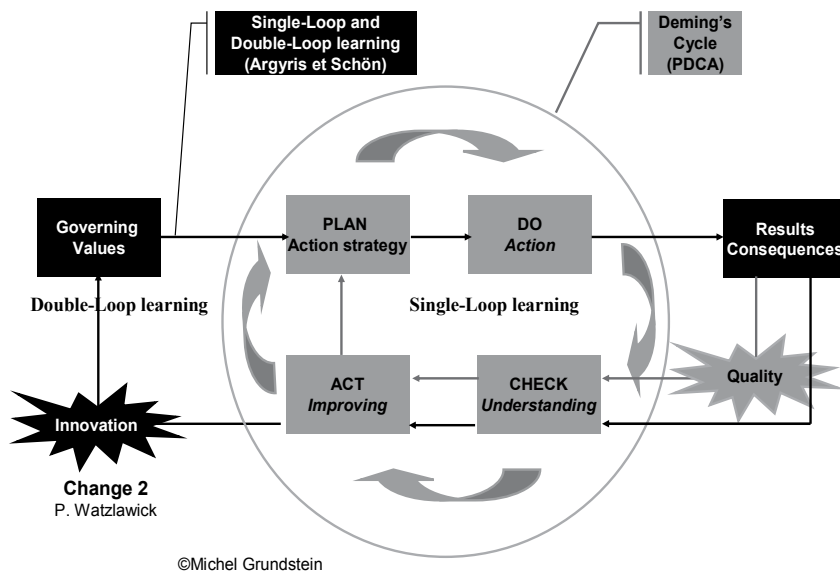 Single-Loop and
Double-Loop learning
(Argyris et Schön)
Deming's
Cycle
(PDCA)
Governing
Values
PLAN
Action strategy
DO
Action
Results
Consequences
Double-Loop learning
Single-Loop learning
Innovation
ACT
Improving
CHECK
Understanding
Quality
Change 2
P. Watzlawick
©Michel Grundstein